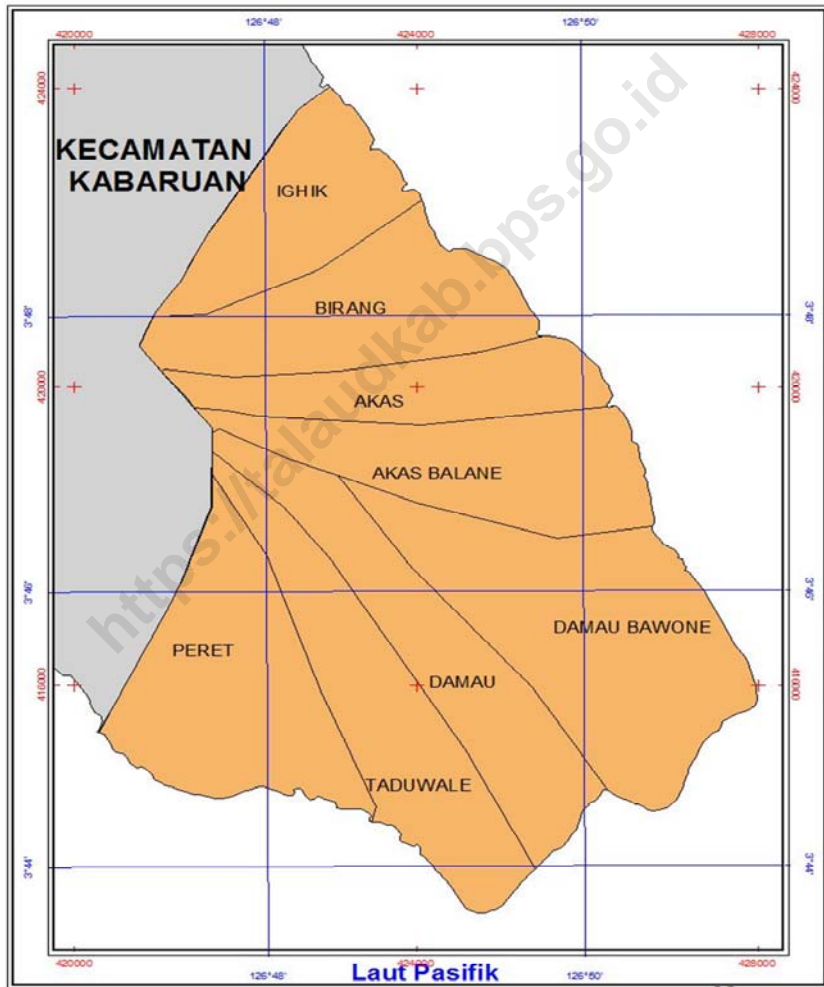 126°48' 126°50'
420000 424000 428000
424000 424000
KECAMATAN
KABARUAN
IGHIK
BIRANG
3°48' 3°48'
420000 420000
AKAS
AKAS BALANE
3°46' 3°46'
DAMAU BAWONE
PERET
DAMAU
416000 416000
TADUWALE
3°44' 3°44'
420000 424000 428000
126°48' 126°50'
Laut Pasifik
https://talaudkab.bps.go.id